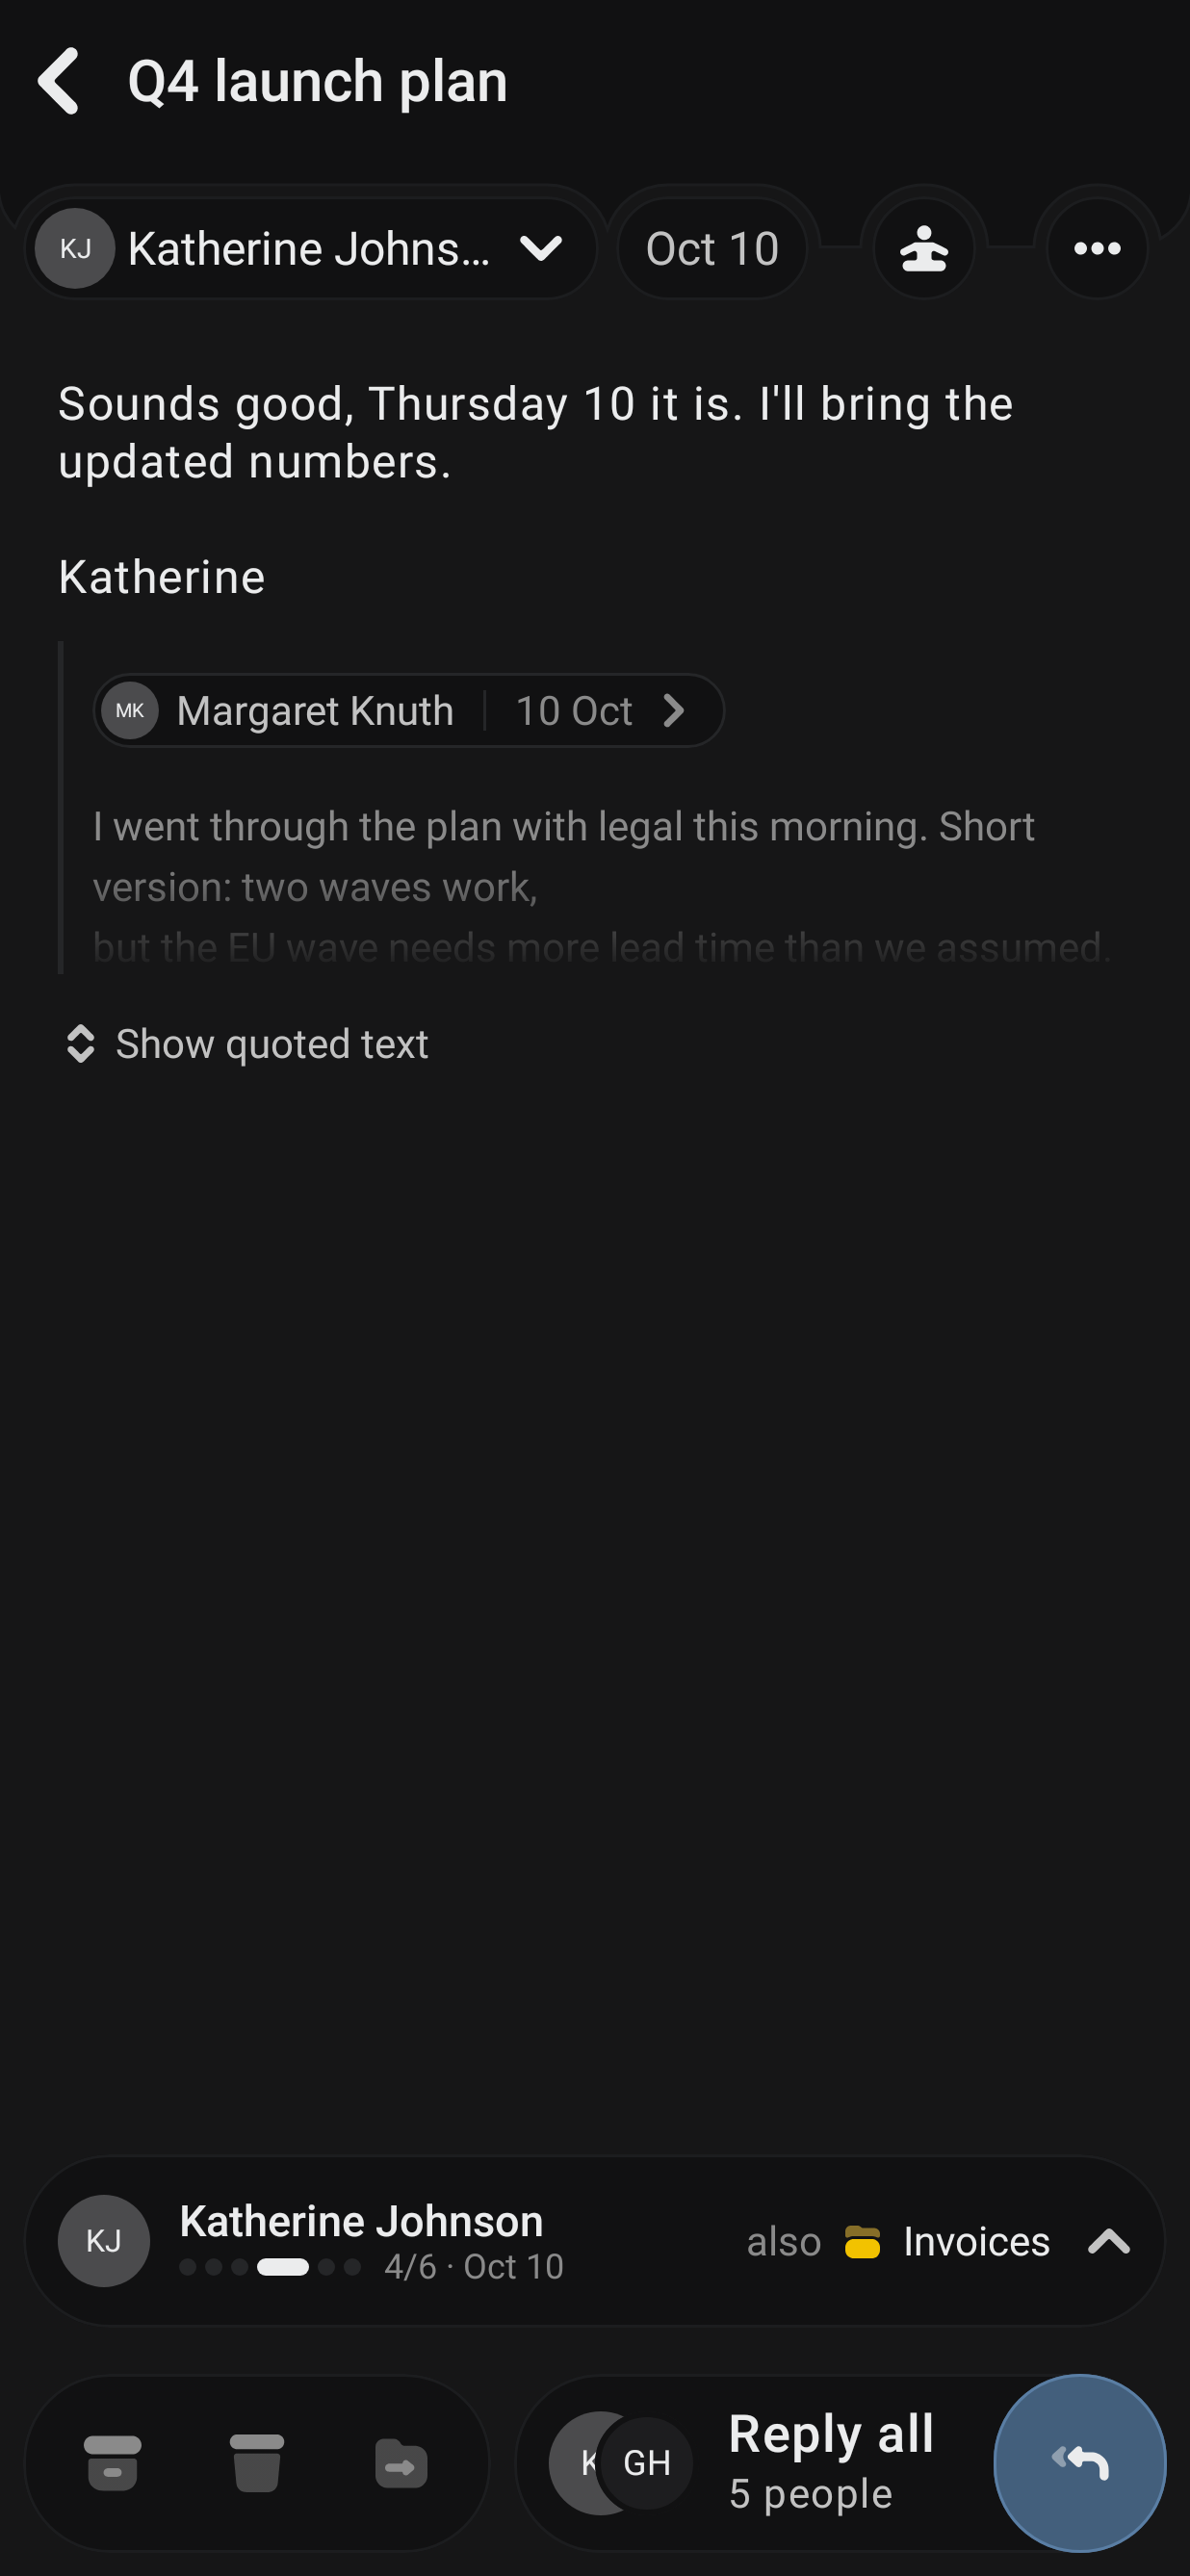 Q4 launch plan
KJ Katherine Johns... Oct 10
Sounds good, Thursday 10 it is. I'll bring the
updated numbers.
Katherine
MK Margaret Knuth 10 Oct
I went through the plan with legal this morning. Short
version: two waves work,
but the EU wave needs more lead time than we assumed.
Show quoted text
KJ Katherine Johnson
4/6 · Oct 10
also Invoices
K GH Reply all
5 people